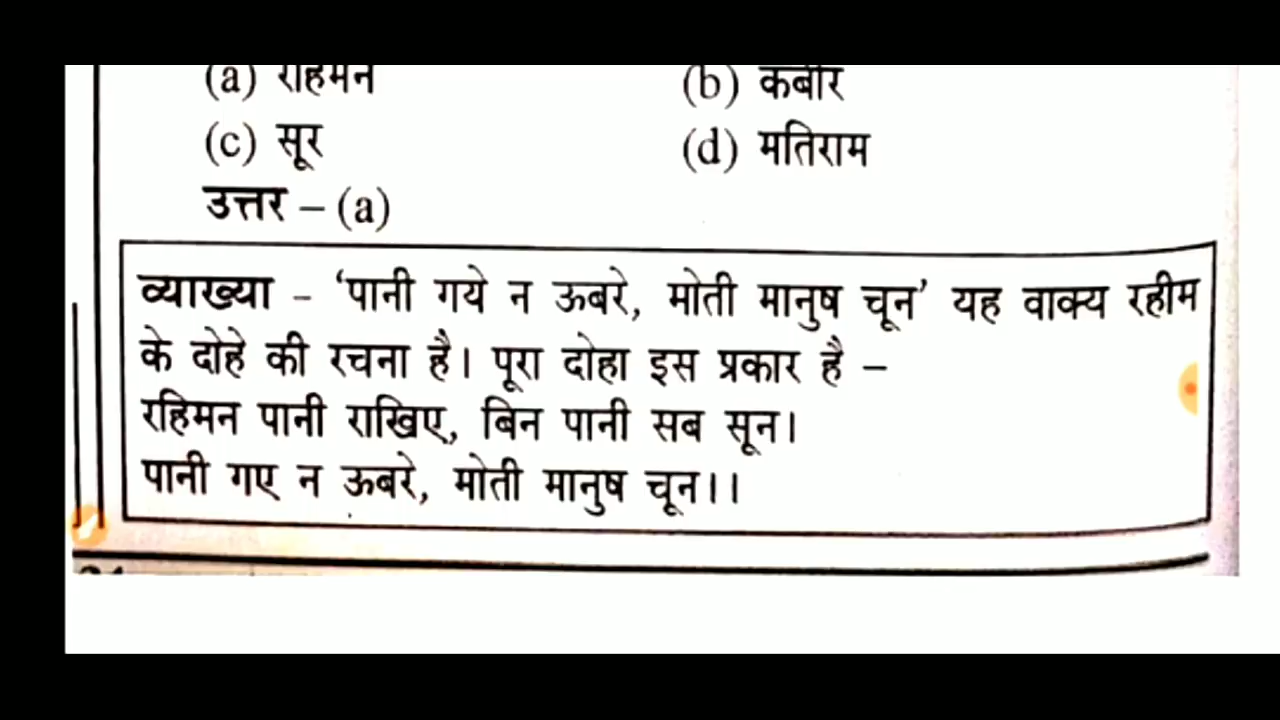 (a) रहिमन (b) कबीर
(c) सूर (d) मतिराम
उत्तर – (a)
व्याख्या - ‘पानी गये न ऊबरे, मोती मानुष चून’ यह वाक्य रहीम
के दोहे की रचना है। पूरा दोहा इस प्रकार है –
रहिमन पानी राखिए, बिन पानी सब सून।
पानी गए न ऊबरे, मोती मानुष चून।।